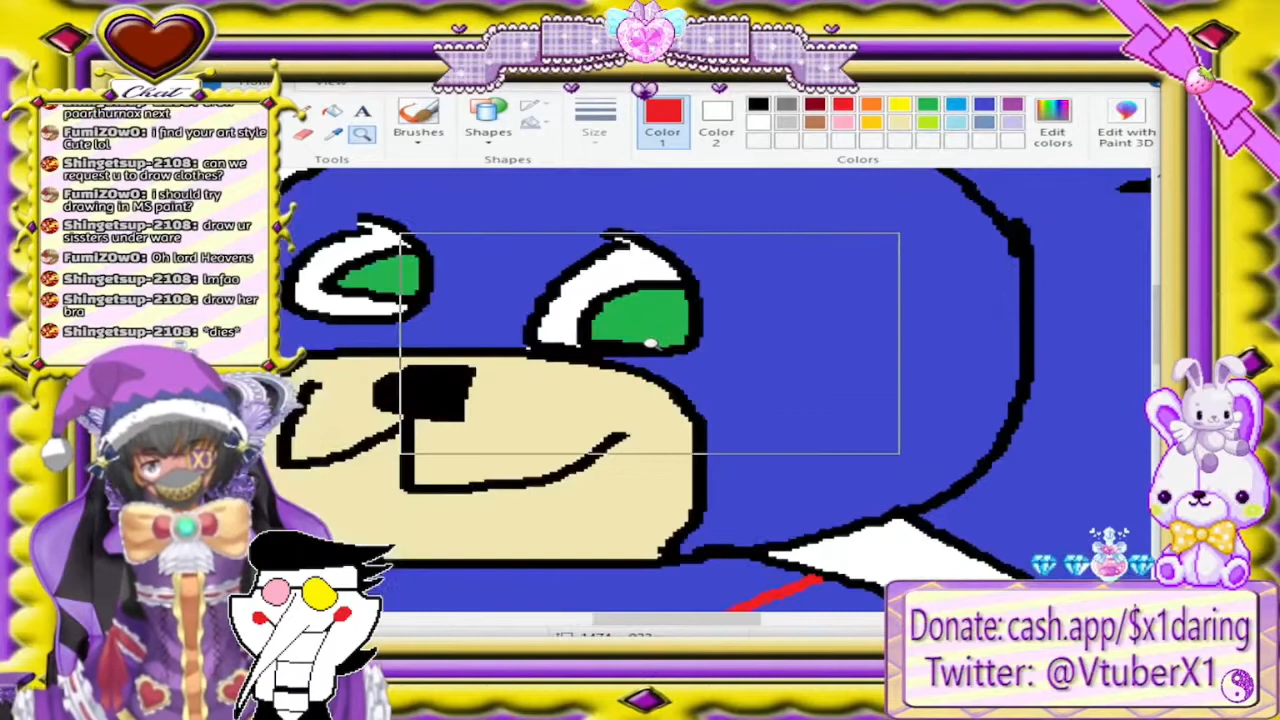 Chat
paarthurnax next
FumiZOwO: i find your art style
Cute lol
Shingetsup-2108: can we
request u to draw clothes?
FumiZOwO: i should try
drawing in MS paint?
Shingetsup-2108: draw ur
sissters under ware
FumiZOwO: Oh lord Heavens
Shingetsup-2108: lmfao
Shingetsup-2108: draw her
bra
Shingetsup-2108: *dies*
A
Brushes
Shapes
Size
Color
1
Color
2
Edit
colors
Edit with
Paint 3D
Tools
Shapes
Colors
Donate: cash.app/$x1daring
Twitter: @VtuberX1